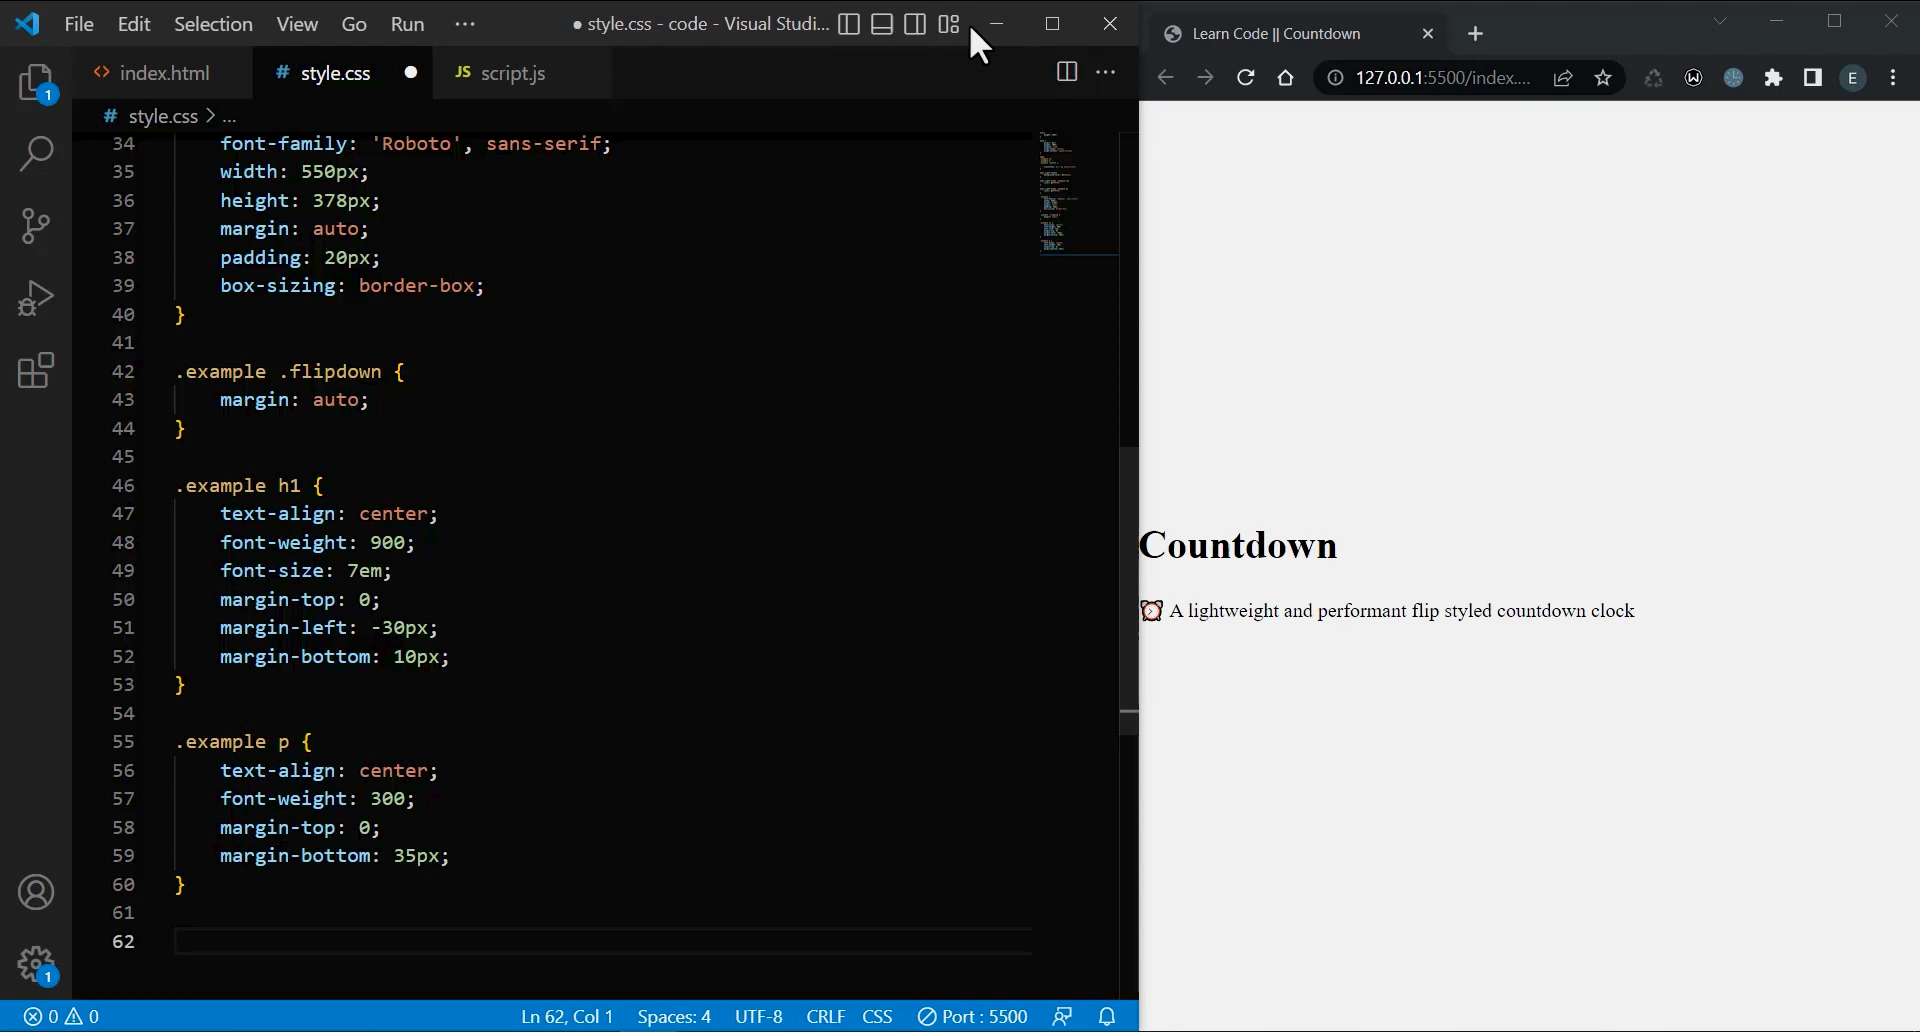 File Edit Selection View Go Run ··· ● style.css - code - Visual Studi...
index.html # style.css ● JS script.js
# style.css > ...
34 font-family: 'Roboto', sans-serif;
35 width: 550px;
36 height: 378px;
37 margin: auto;
38 padding: 20px;
39 box-sizing: border-box;
40 }
41
42 .example .flipdown {
43 margin: auto;
44 }
45
46 .example h1 {
47 text-align: center;
48 font-weight: 900;
49 font-size: 7em;
50 margin-top: 0;
51 margin-left: -30px;
52 margin-bottom: 10px;
53 }
54
55 .example p {
56 text-align: center;
57 font-weight: 300;
58 margin-top: 0;
59 margin-bottom: 35px;
60 }
61
62
1
1
0 0 Ln 62, Col 1 Spaces: 4 UTF-8 CRLF CSS Port : 5500
Learn Code || Countdown
127.0.0.1:5500/index.... E
Countdown
⏰ A lightweight and performant flip styled countdown clock